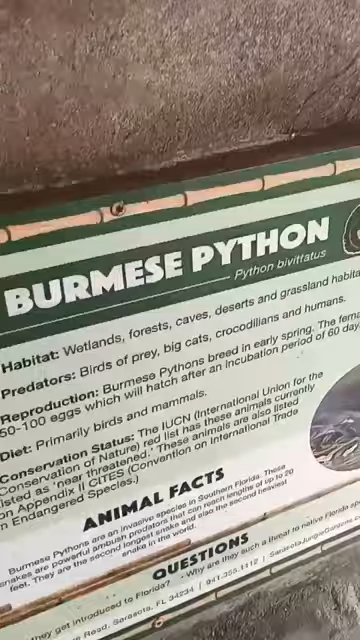 BURMESE PYTHON
Python bivittatus
Habitat: Wetlands, forests, caves, deserts and grassland
Predators: Birds of prey, big cats, crocodilians and humans.
Reproduction: Burmese Pythons breed in early spring. The
50-100 eggs which will hatch after an incubation period of 60
Diet: Primarily birds and mammals.
Conservation Status: The IUCN (International Union for the
Conservation of Nature) red list has these animals currently
listed as 'near threatened.' These animals are also listed
on Appendix II CITES (Convention on International Trade
n Endangered Species.)
ANIMAL FACTS
Burmese Pythons are an invasive species in Southern Florida. These
snakes are powerful ambush predators that can reach lengths of up to 20
feet. They are the second largest snake and also the second heaviest
snake in the world.
QUESTIONS
they get introduced to Florida? • Why are they such a threat to native Florida
Road, Sarasota, FL 34234 | 941.355.1112 | SarasotaJungleGardens